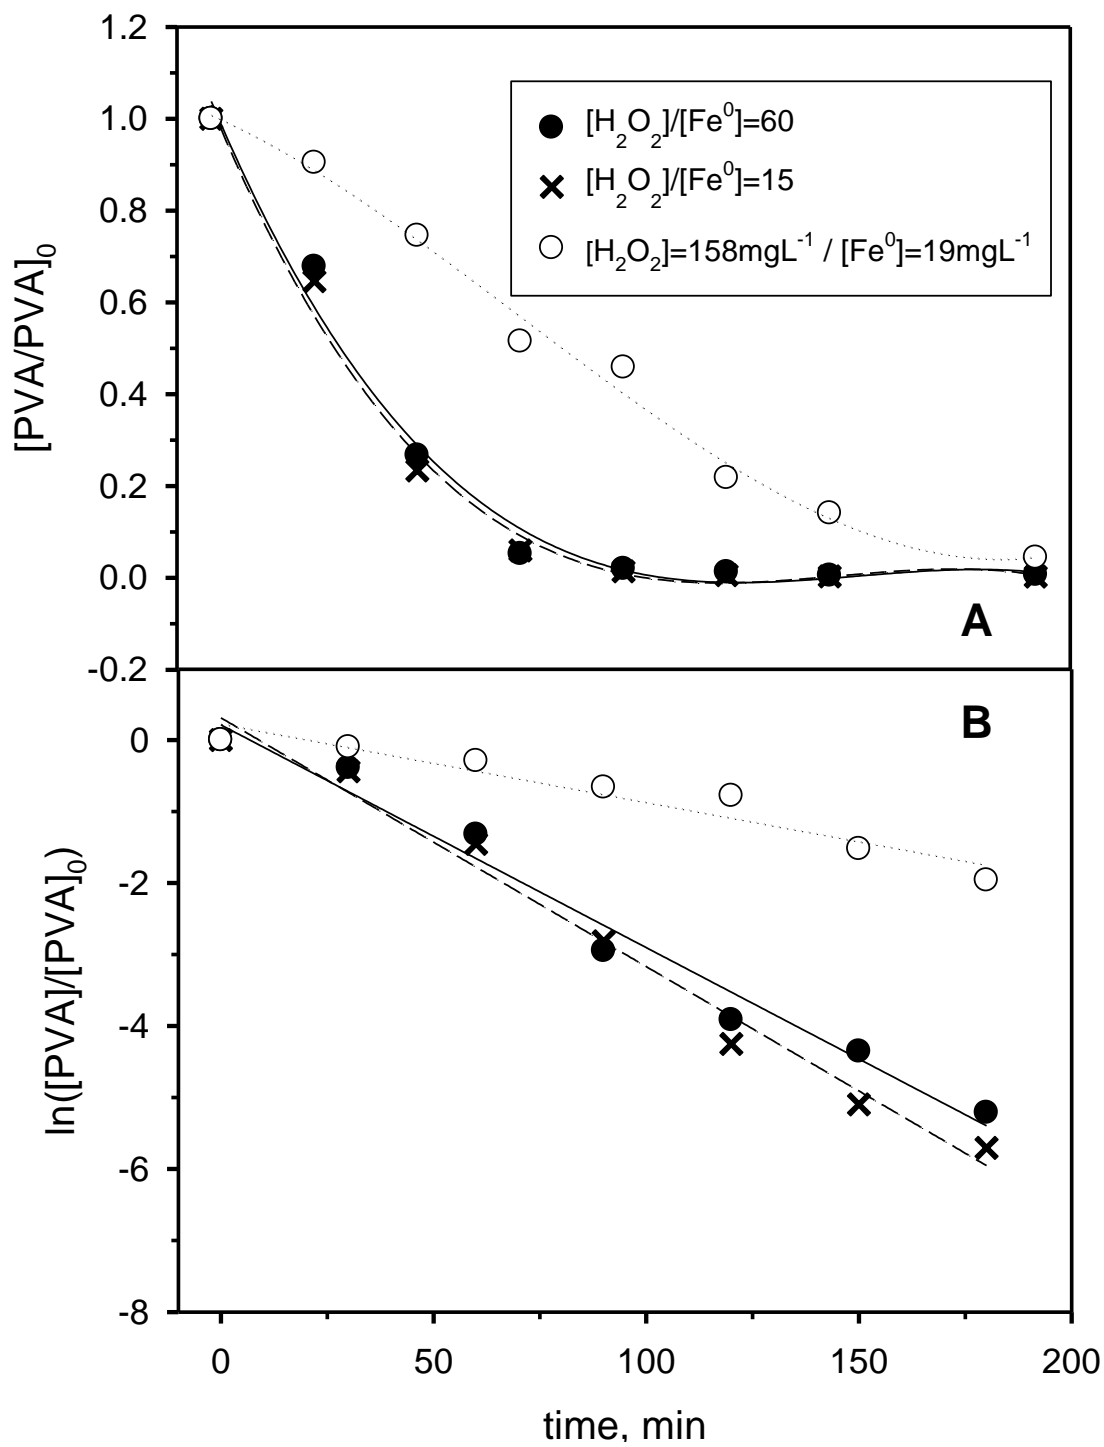 1.2
1.0
0.8
0.6
0.4
0.2
0.0
-0.2
[PVA/PVA]₀
[H₂O₂]/[Fe⁰]=60
[H₂O₂]/[Fe⁰]=15
[H₂O₂]=158mgL⁻¹ / [Fe⁰]=19mgL⁻¹
A
B
0
-2
-4
-6
-8
ln([PVA]/[PVA]₀)
0 50 100 150 200
time, min